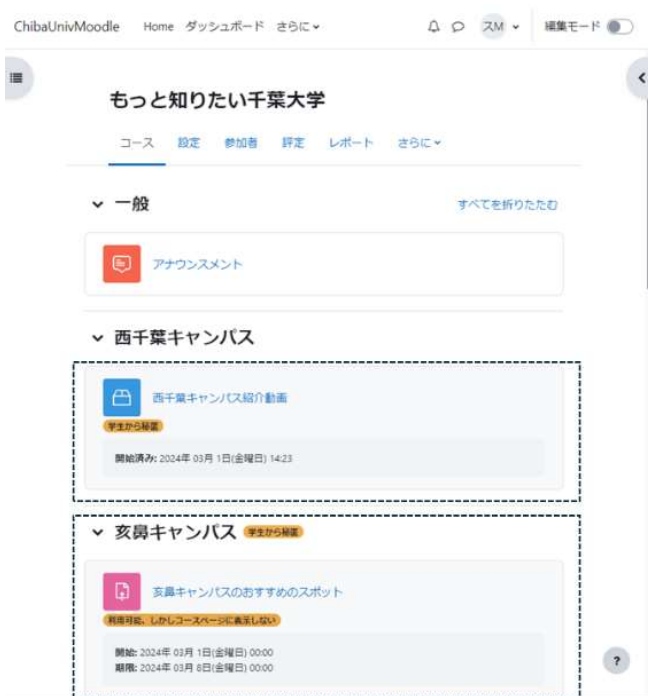 ChibaUnivMoodle Home ダッシュボード さらに スM 編集モード
もっと知りたい千葉大学
コース 設定 参加者 評定 レポート さらに
一般 すべてを折りたたむ
アナウンスメント
西千葉キャンパス
西千葉キャンパス紹介動画
学生から秘匿
開始済み: 2024年 03月 1日(金曜日) 14:23
亥鼻キャンパス 学生から秘匿
亥鼻キャンパスのおすすめのスポット
利用可能、しかしコースページに表示しない
開始: 2024年 03月 1日(金曜日) 00:00
期限: 2024年 03月 8日(金曜日) 00:00
?